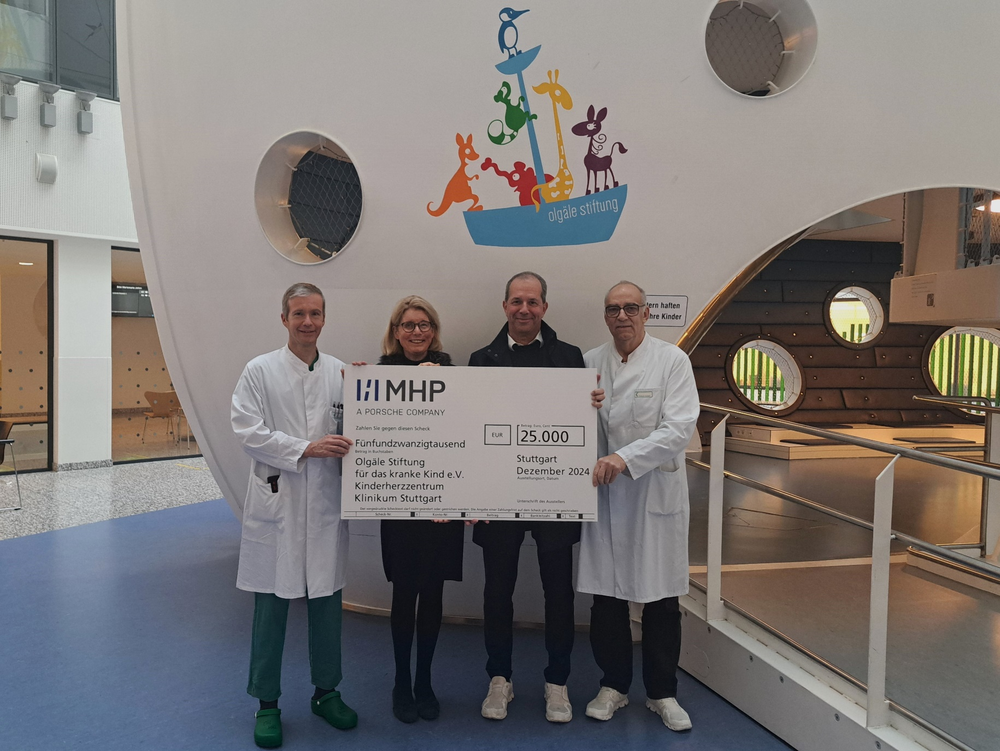 olgäle stiftung
tern haften
hre Kinder
MHP
A PORSCHE COMPANY
Zahlen Sie gegen diesen Scheck
EUR
Betrag: Euro, Cent
25.000
Fünfundzwanzigtausend
Betrag in Buchstaben
Olgäle Stiftung
für das kranke Kind e.V.
Kinderherzzentrum
Klinikum Stuttgart
Stuttgart
Dezember 2024
Ausstellungsort, Datum
Unterschrift des Ausstellers
Der vorgedruckte Schecktext darf nicht geändert oder gestrichen werden. Die Angabe einer Zahlungsfrist auf dem Scheck gilt als nicht geschrieben
Scheck-Nr. X Konto-Nr. X Betrag X Bankleitzahl X Text